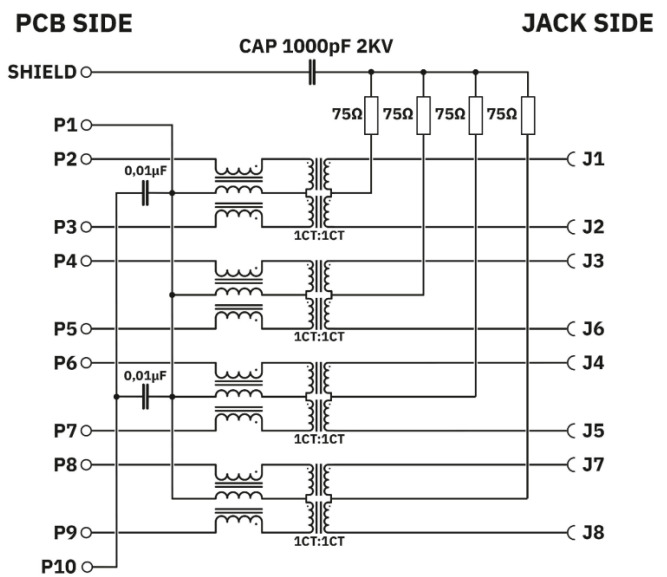 PCB SIDE
JACK SIDE
CAP 1000pF 2KV
SHIELD
75Ω 75Ω 75Ω 75Ω
P1
P2
0,01µF
J1
P3
J2
1CT:1CT
P4
J3
P5
J6
1CT:1CT
P6
J4
0,01µF
P7
J5
1CT:1CT
P8
J7
P9
J8
1CT:1CT
P10